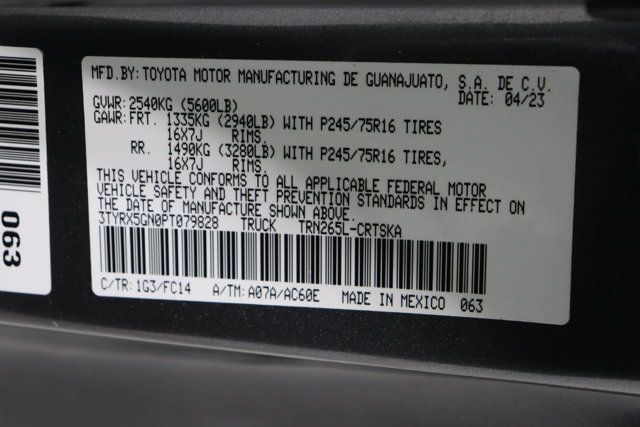 MFD.BY:TOYOTA MOTOR MANUFACTURING DE GUANAJUATO, S.A. DE C.V.
GVWR:2540KG (5600LB) DATE: 04/23
GAWR:FRT. 1335KG (2940LB) WITH P245/75R16 TIRES
16X7J RIMS,
RR. 1490KG (3280LB) WITH P245/75R16 TIRES,
16X7J RIMS,
THIS VEHICLE CONFORMS TO ALL APPLICABLE FEDERAL MOTOR
VEHICLE SAFETY AND THEFT PREVENTION STANDARDS IN EFFECT ON
THE DATE OF MANUFACTURE SHOWN ABOVE.
3TYRX5GN0PT079828 TRUCK TRN265L-CRTSKA
C/TR:1G3/FC14 A/TM:A07A/AC60E MADE IN MEXICO 063
063